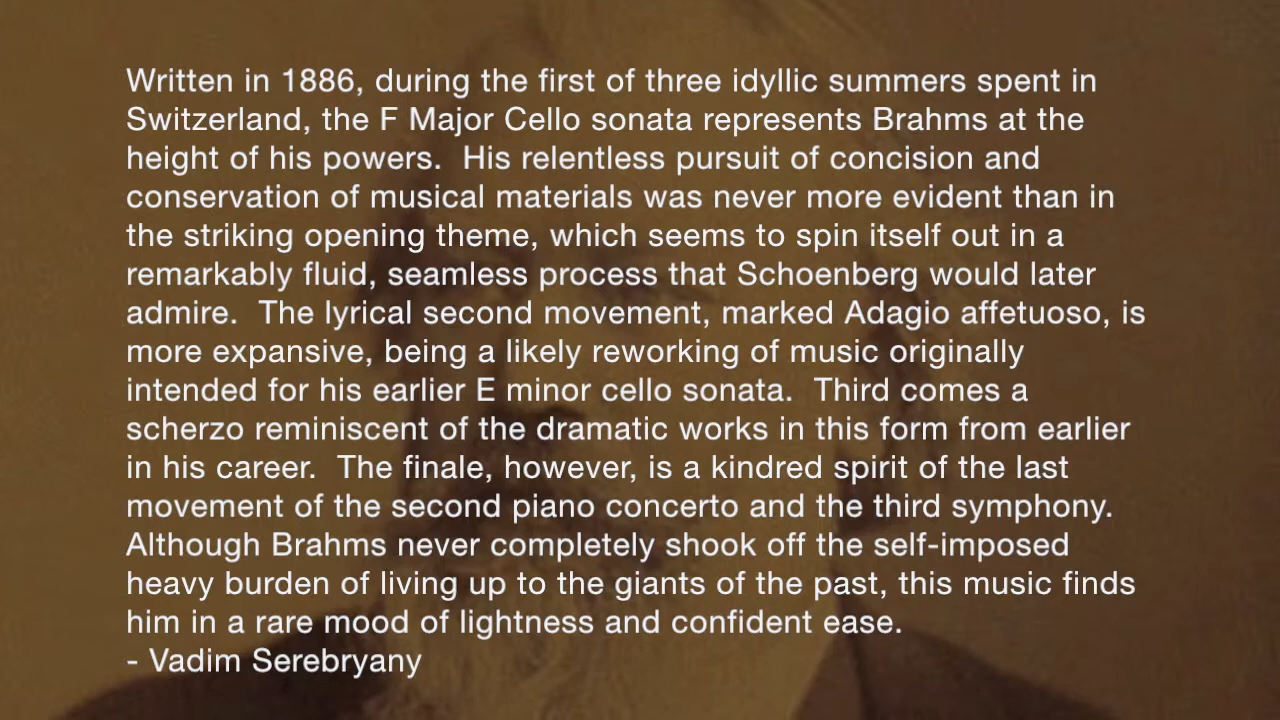 Written in 1886, during the first of three idyllic summers spent in
Switzerland, the F Major Cello sonata represents Brahms at the
height of his powers.  His relentless pursuit of concision and
conservation of musical materials was never more evident than in
the striking opening theme, which seems to spin itself out in a
remarkably fluid, seamless process that Schoenberg would later
admire.  The lyrical second movement, marked Adagio affetuoso, is
more expansive, being a likely reworking of music originally
intended for his earlier E minor cello sonata.  Third comes a
scherzo reminiscent of the dramatic works in this form from earlier
in his career.  The finale, however, is a kindred spirit of the last
movement of the second piano concerto and the third symphony.
Although Brahms never completely shook off the self-imposed
heavy burden of living up to the giants of the past, this music finds
him in a rare mood of lightness and confident ease.
- Vadim Serebryany